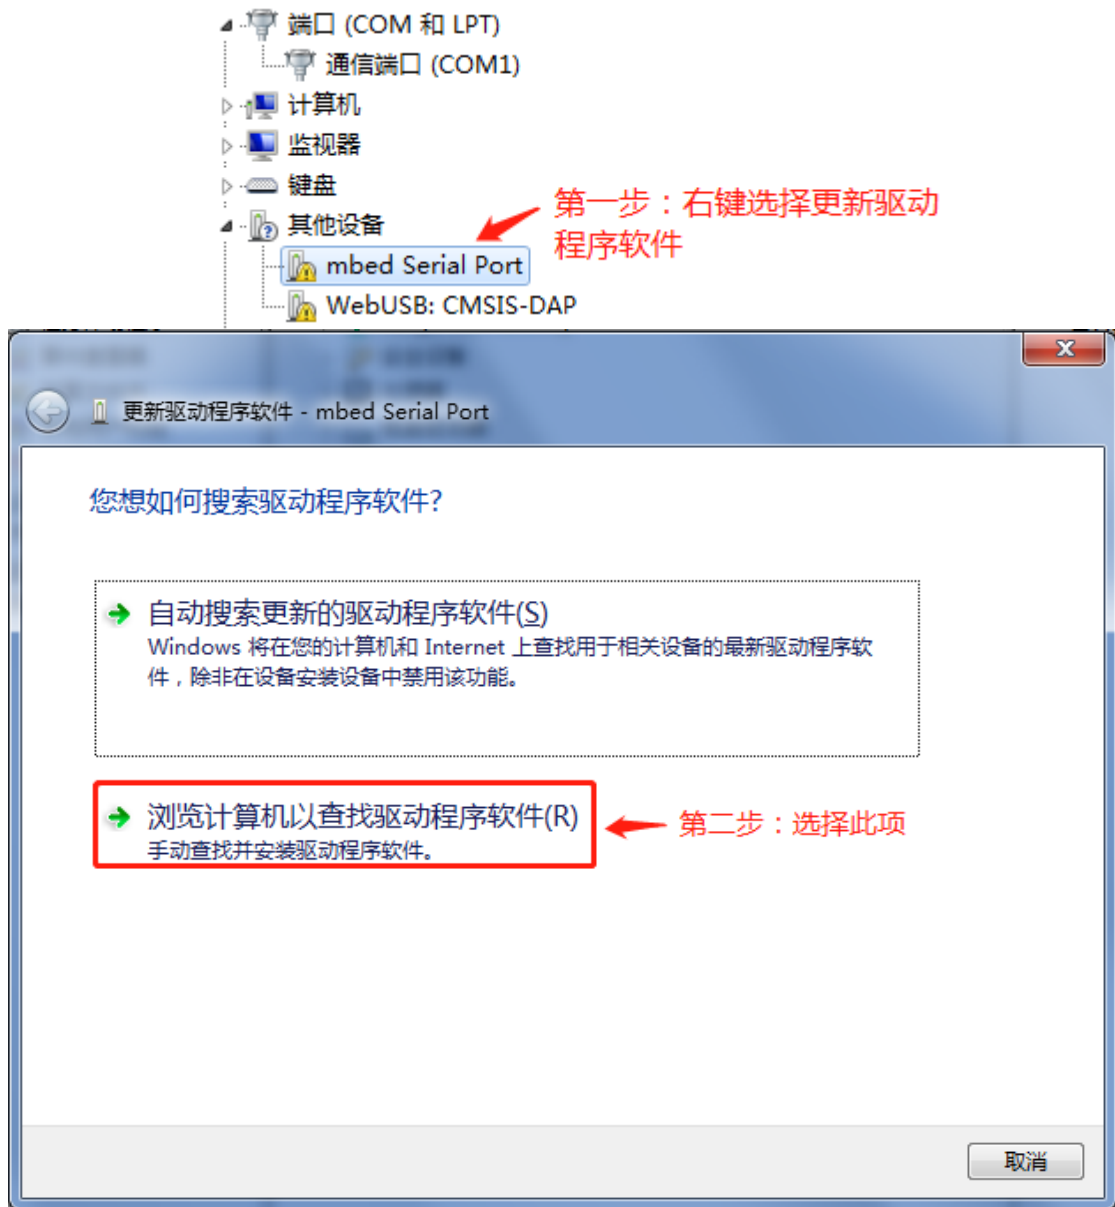 端口 (COM 和 LPT)
通信端口 (COM1)
计算机
监视器
键盘
其他设备
第一步：右键选择更新驱动
程序软件
mbed Serial Port
WebUSB: CMSIS-DAP
更新驱动程序软件 - mbed Serial Port
您想如何搜索驱动程序软件?
自动搜索更新的驱动程序软件(S)
Windows 将在您的计算机和 Internet 上查找用于相关设备的最新驱动程序软
件，除非在设备安装设备中禁用该功能。
浏览计算机以查找驱动程序软件(R)
手动查找并安装驱动程序软件。
第二步：选择此项
取消